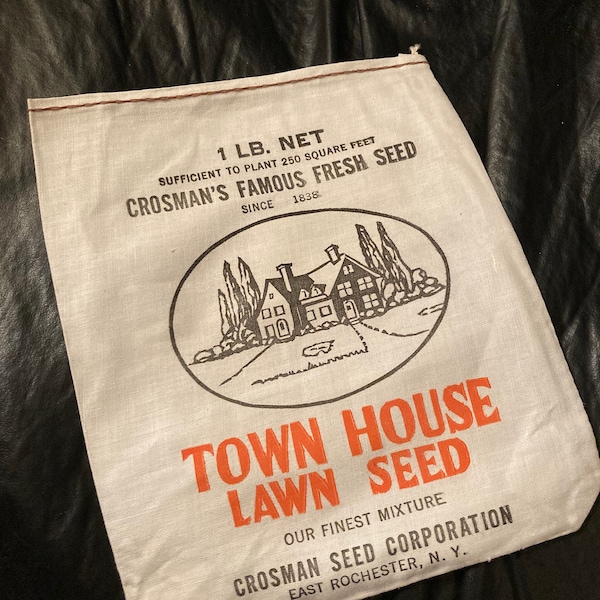 1 LB. NET
SUFFICIENT TO PLANT 250 SQUARE FEET
CROSMAN'S FAMOUS FRESH SEED
SINCE 1838
TOWN HOUSE
LAWN SEED
OUR FINEST MIXTURE
CROSMAN SEED CORPORATION
EAST ROCHESTER, N. Y.